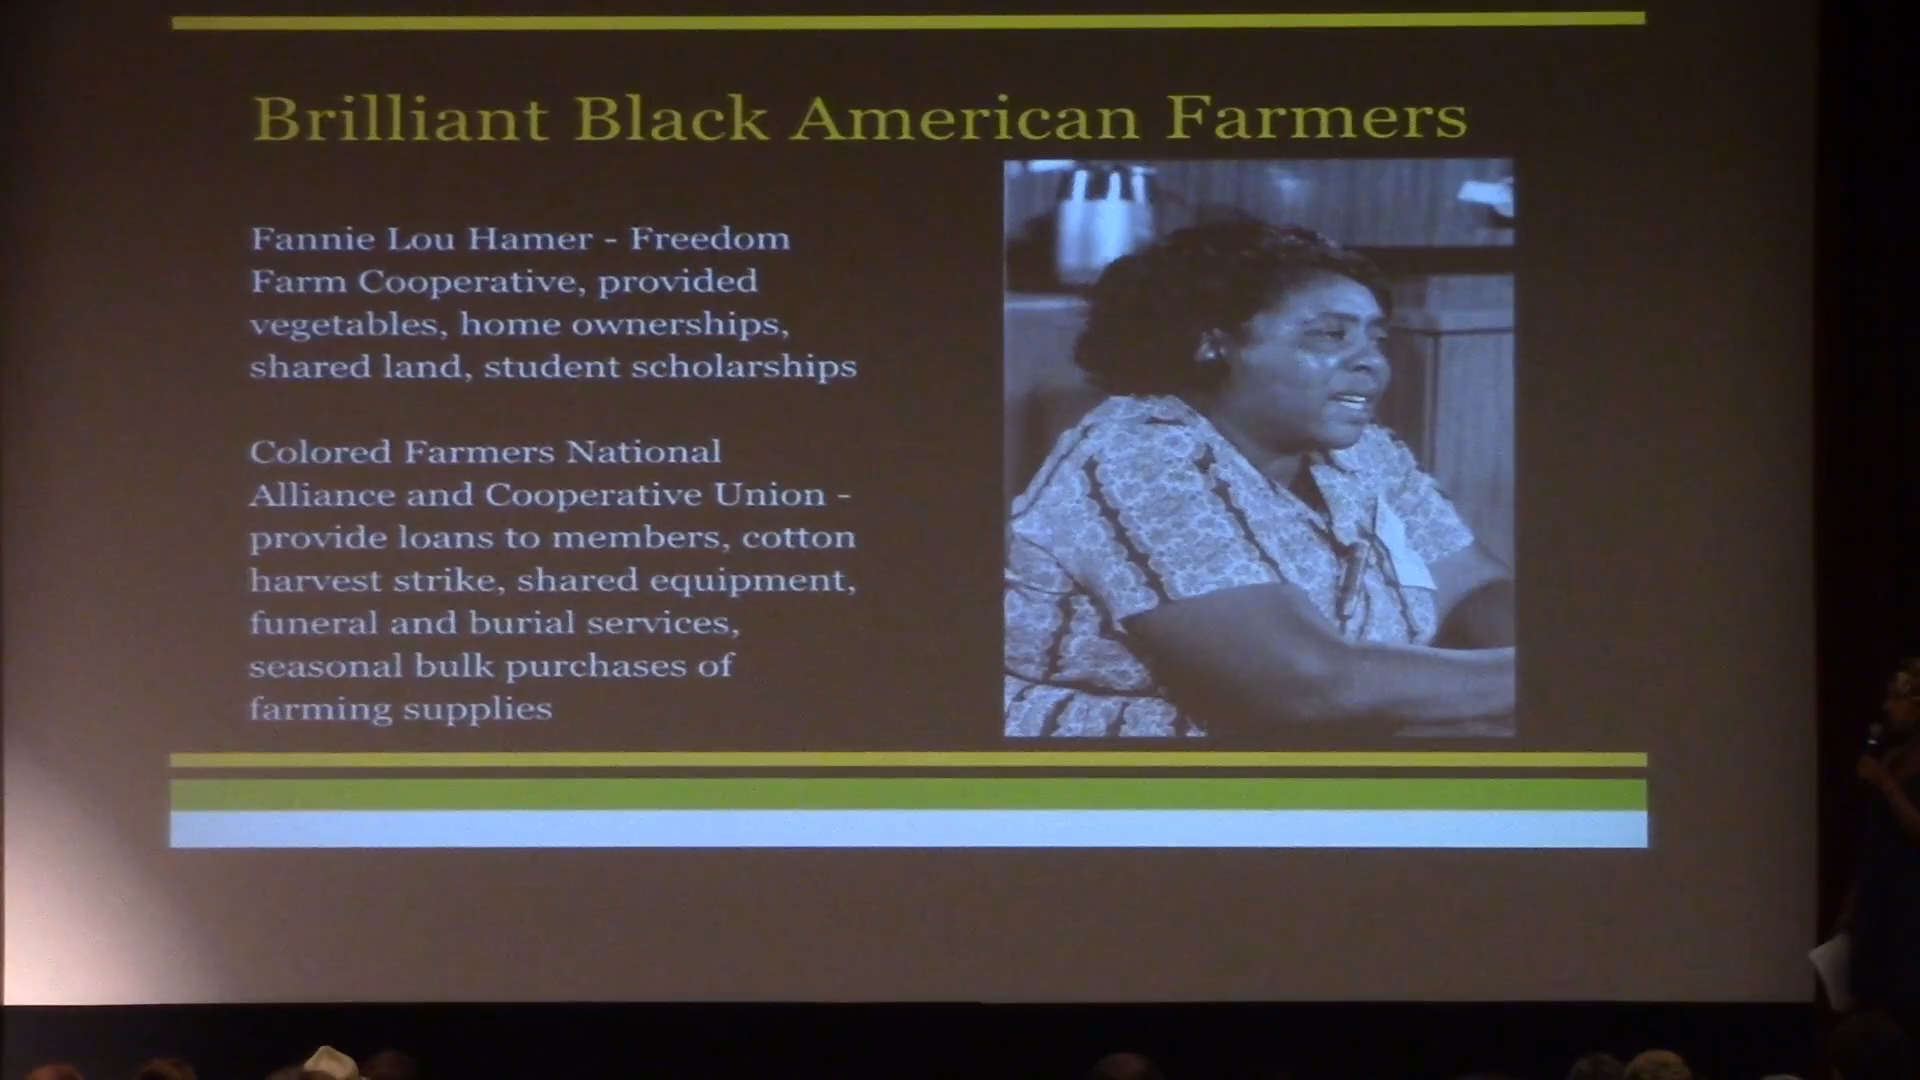 Brilliant Black American Farmers
Fannie Lou Hamer - Freedom
Farm Cooperative, provided
vegetables, home ownerships,
shared land, student scholarships
Colored Farmers National
Alliance and Cooperative Union -
provide loans to members, cotton
harvest strike, shared equipment,
funeral and burial services,
seasonal bulk purchases of
farming supplies